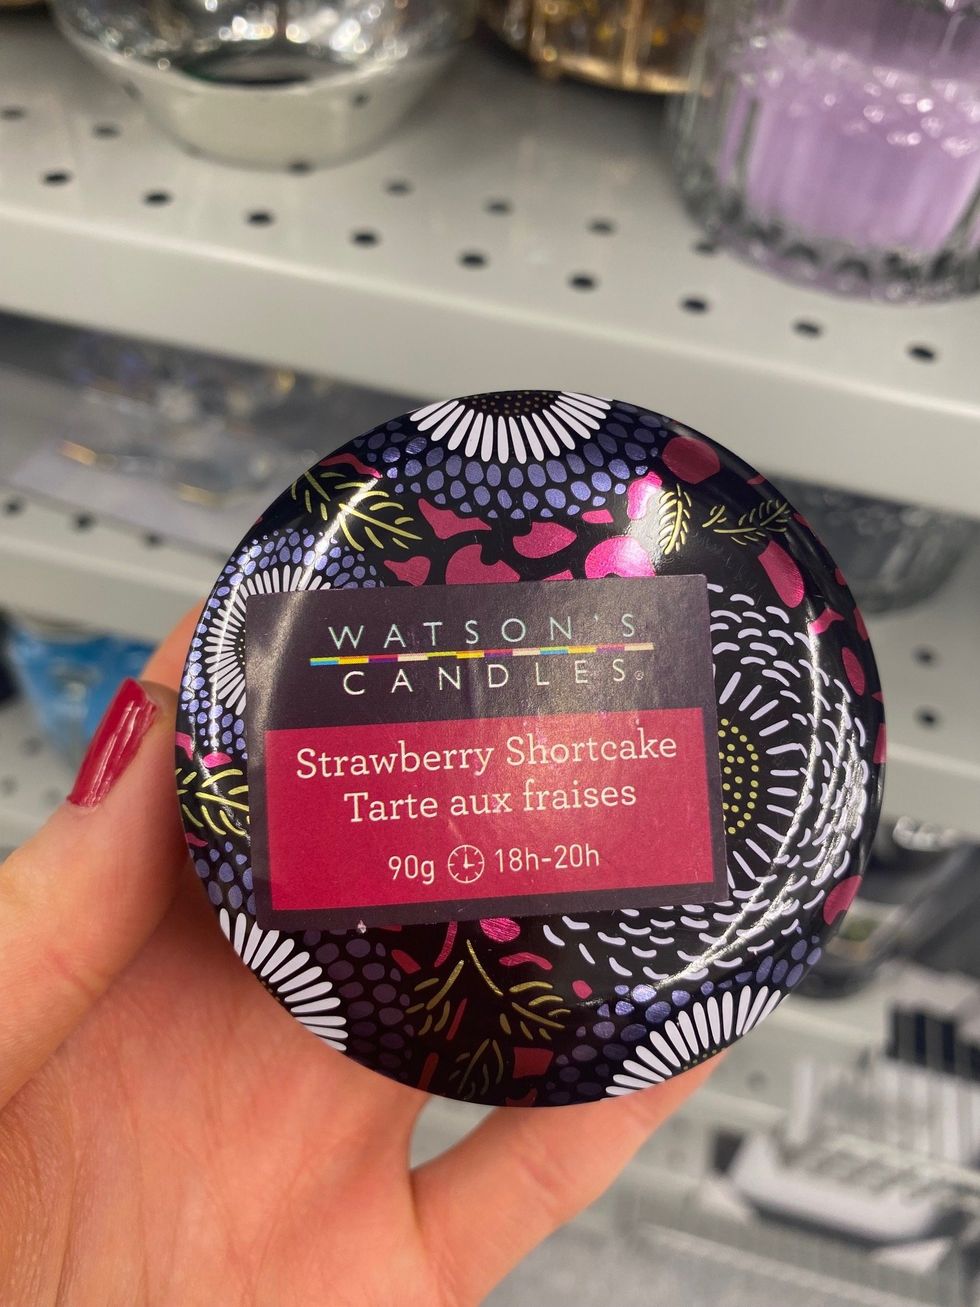 WATSON'S
CANDLES®
Strawberry Shortcake
Tarte aux fraises
90g 18h-20h